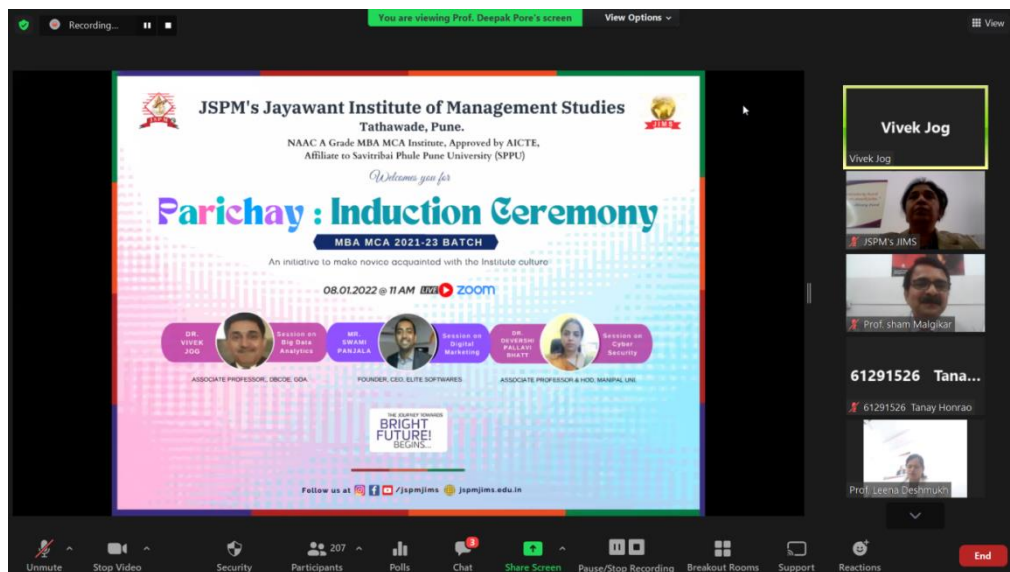 Recording...
You are viewing Prof. Deepak Pore's screen
View Options
View
JSPM
JSPM's Jayawant Institute of Management Studies
JIMS
Tathawade, Pune.
NAAC A Grade MBA MCA Institute, Approved by AICTE,
Affiliate to Savitribai Phule Pune University (SPPU)
Welcomes you for
Parichay : Induction Ceremony
MBA MCA 2021-23 BATCH
An initiative to make novice acquainted with the Institute culture
08.01.2022 @ 11 AM LIVE zoom
DR.
VIVEK
JOG
Session on
Big Data
Analytics
MR.
SWAMI
PANJALA
Session on
Digital
Marketing
DR.
DEVERSHI
PALLAVI
BHATT
Session on
Cyber
Security
ASSOCIATE PROFESSOR, DBCOE, GOA
FOUNDER, CEO, ELITE SOFTWARES
ASSOCIATE PROFESSOR & HOD, MANIPAL UNI.
THE JOURNEY TOWARDS
BRIGHT
FUTURE!
BEGINS...
Follow us at /jspmjims jspmjims.edu.in
Vivek Jog
Vivek Jog
JSPM's JIMS
Prof. sham Malgikar
61291526 Tana...
61291526 Tanay Honrao
Prof. Leena Deshmukh
Unmute
Stop Video
Security
207
Participants
Polls
3
Chat
Share Screen
Pause/Stop Recording
Breakout Rooms
Support
Reactions
End